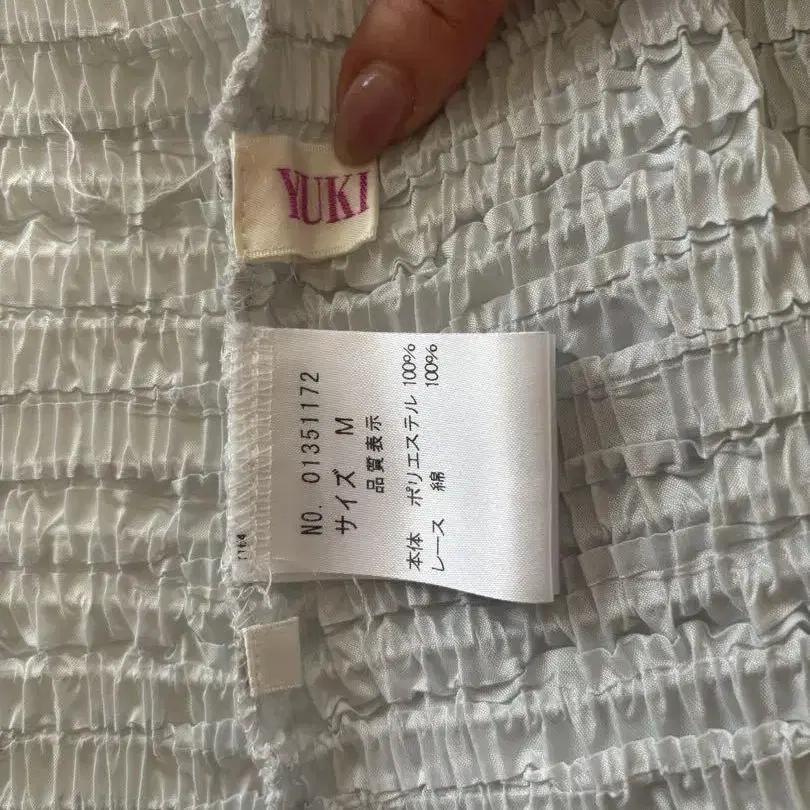 YUKI
NO. 01351172
サイズ M
品質表示
本体 ポリエステル 100%
レース 綿 100%